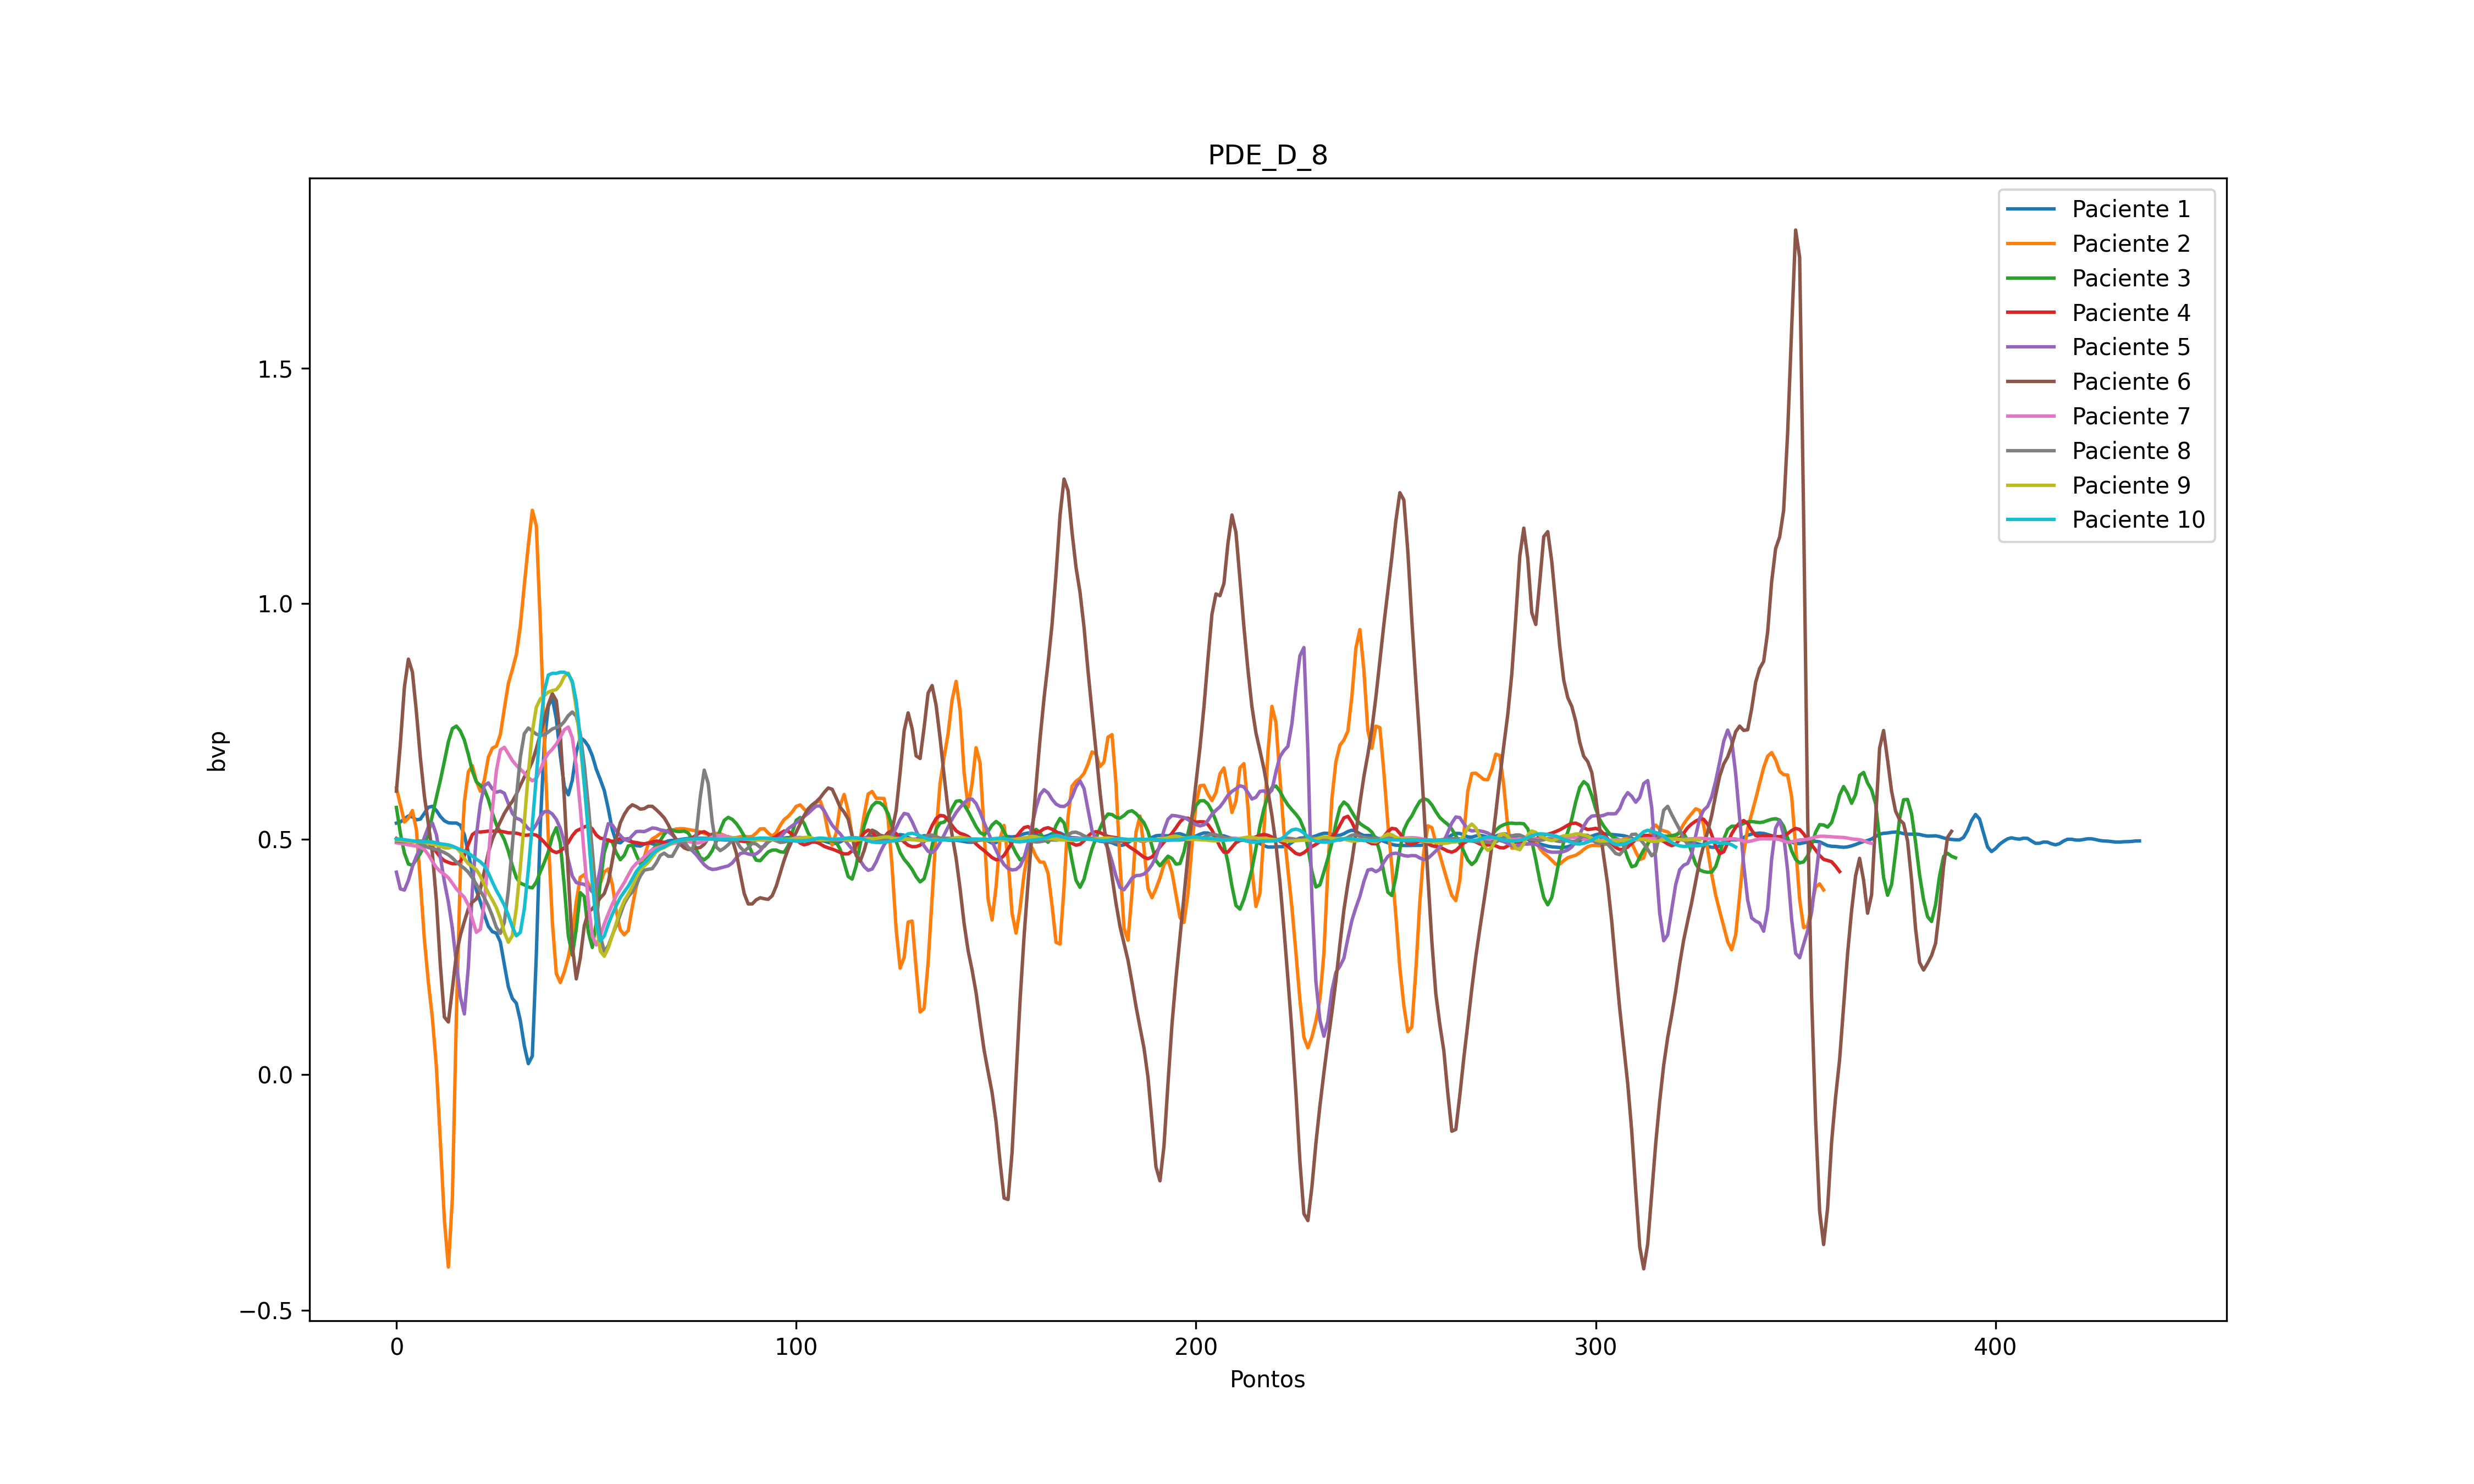 PDE_D_8
Paciente 1
Paciente 2
Paciente 3
Paciente 4
Paciente 5
Paciente 6
Paciente 7
Paciente 8
Paciente 9
Paciente 10
1.5
1.0
0.5
0.0
−0.5
bvp
0 100 200 300 400
Pontos